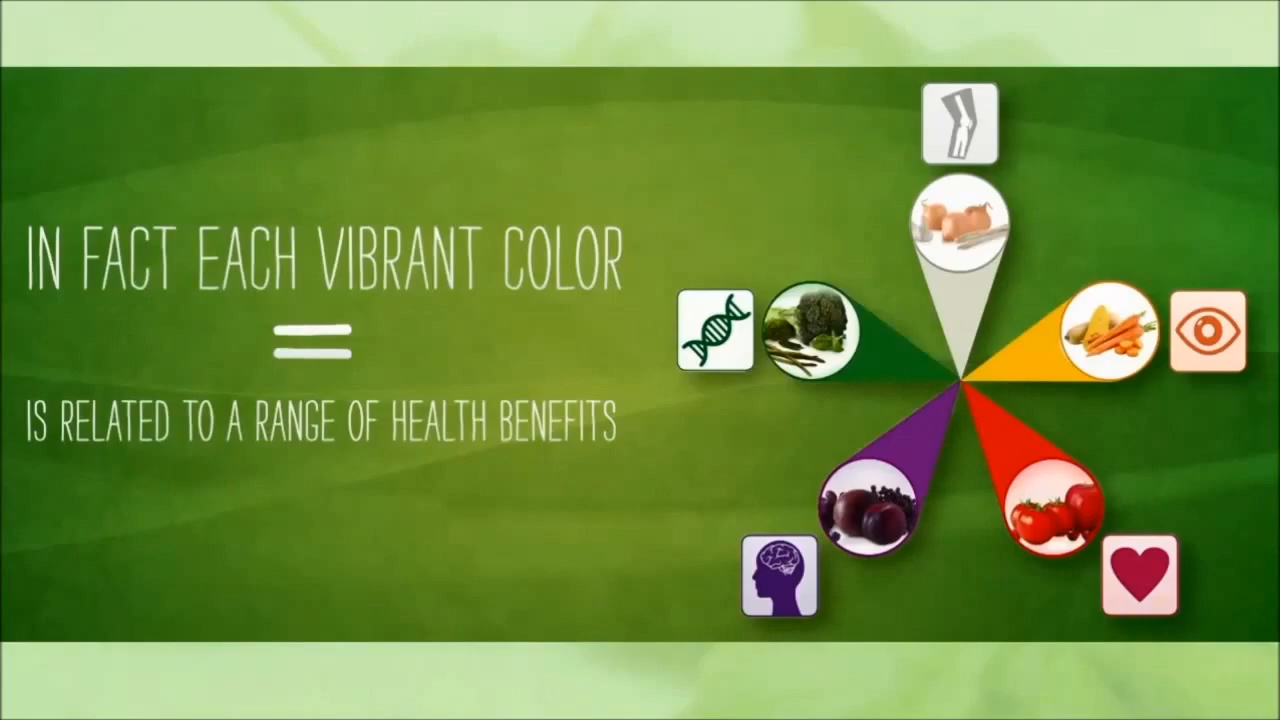 IN FACT EACH VIBRANT COLOR
=
IS RELATED TO A RANGE OF HEALTH BENEFITS